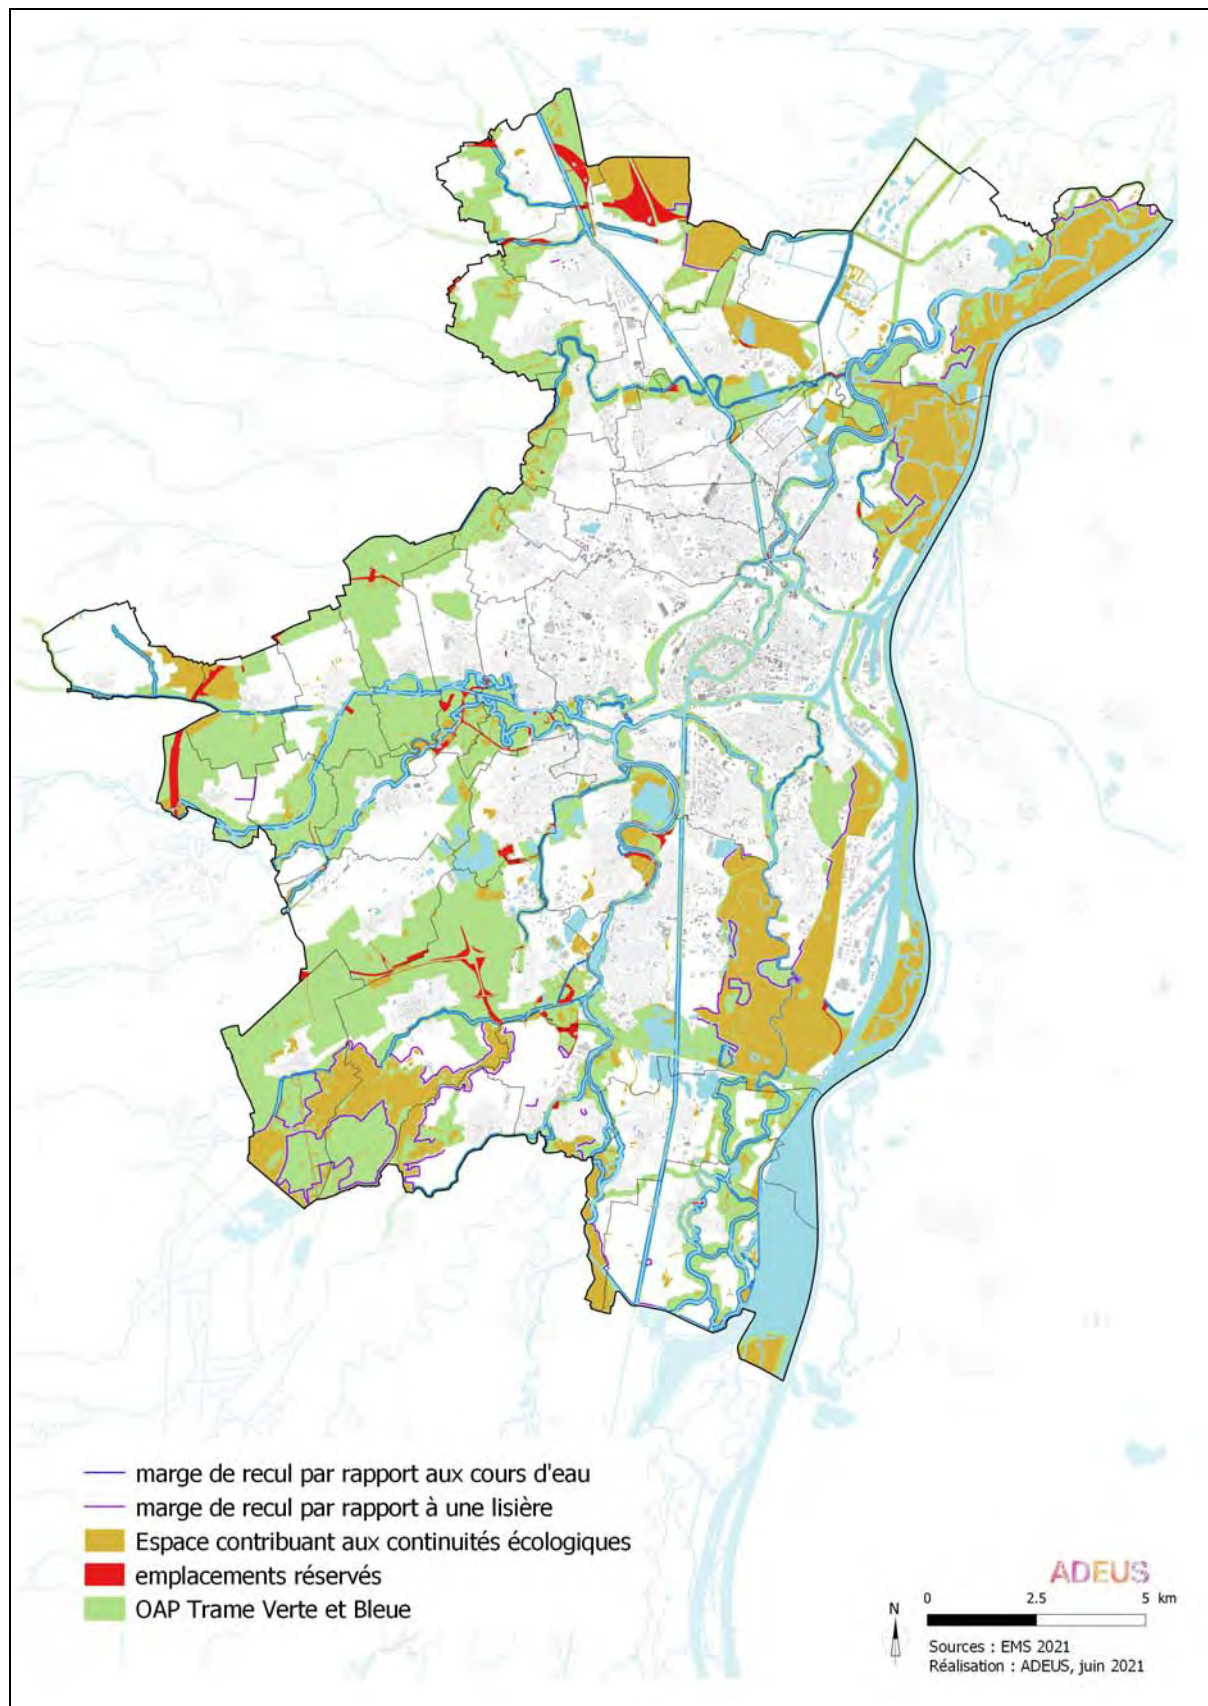 marge de recul par rapport aux cours d'eau
marge de recul par rapport à une lisière
Espace contribuant aux continuités écologiques
emplacements réservés
OAP Trame Verte et Bleue
ADEUS
N
0 2.5 5 km
Sources : EMS 2021
Réalisation : ADEUS, juin 2021